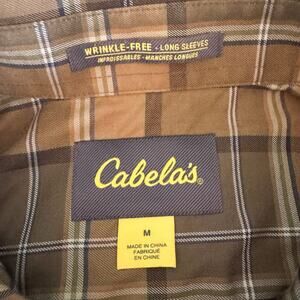 WRINKLE-FREE - LONG SLEEVES
INFROISSABLES - MANCHES LONGUES
Cabela's®
M
MADE IN CHINA
FABRIQUÉ
EN CHINE